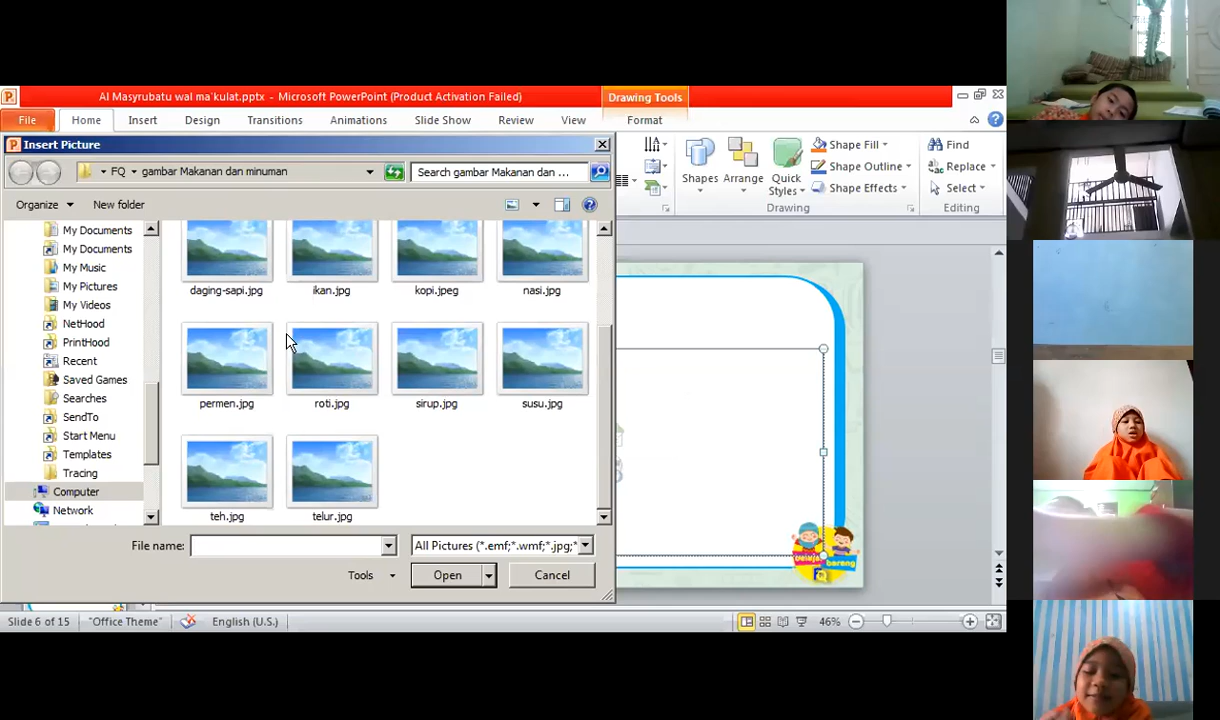 Al Masyrubatu wal ma'kulat.pptx - Microsoft PowerPoint (Product Activation Failed)
Drawing Tools
File Home Insert Design Transitions Animations Slide Show Review View Format
Insert Picture
FQ gambar Makanan dan minuman
Search gambar Makanan dan ...
Organize New folder
My Documents
My Documents
My Music
My Pictures
My Videos
NetHood
PrintHood
Recent
Saved Games
Searches
SendTo
Start Menu
Templates
Tracing
Computer
Network
daging-sapi.jpg ikan.jpg kopi.jpeg nasi.jpg
permen.jpg roti.jpg sirup.jpg susu.jpg
teh.jpg telur.jpg
File name:
All Pictures (*.emf;*.wmf;*.jpg;*
Tools Open Cancel
Shapes
Arrange
Quick
Styles
Shape Fill
Shape Outline
Shape Effects
Drawing
Find
Replace
Select
Editing
bareng
Slide 6 of 15 "Office Theme" English (U.S.) 46%